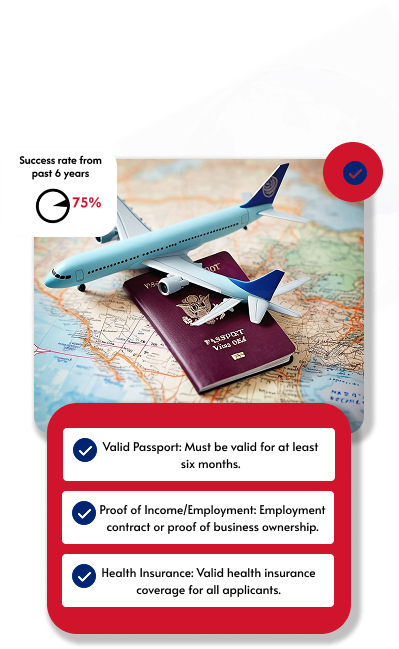 Success rate from
past 6 years
75%
PASSPORT
Valid Passport: Must be valid for at least
six months.
Proof of Income/Employment: Employment
contract or proof of business ownership.
Health Insurance: Valid health insurance
coverage for all applicants.